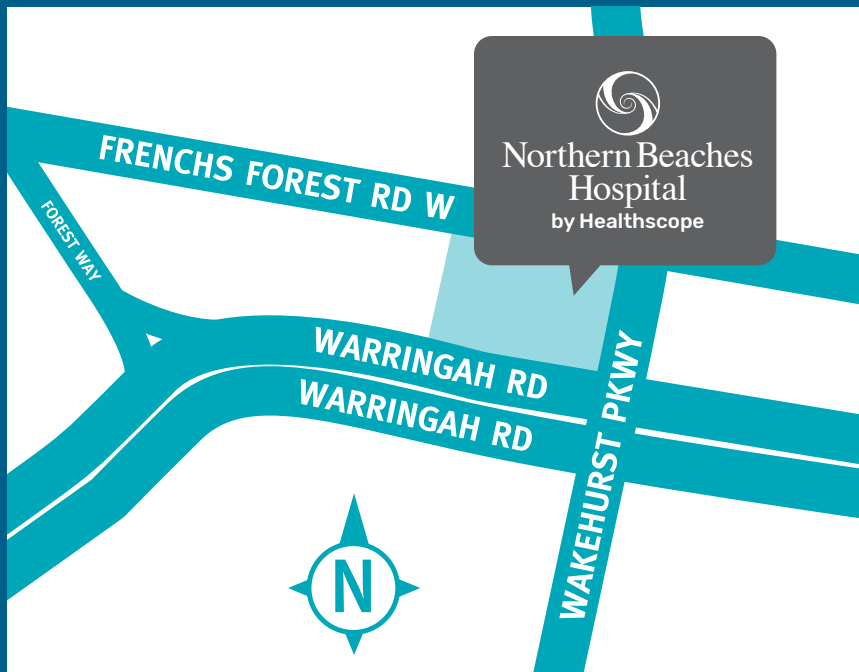 Northern Beaches
Hospital
by Healthscope
FRENCHS FOREST RD W
FOREST WAY
WARRINGAH RD
WARRINGAH RD
WAKEHURST PKWY
N